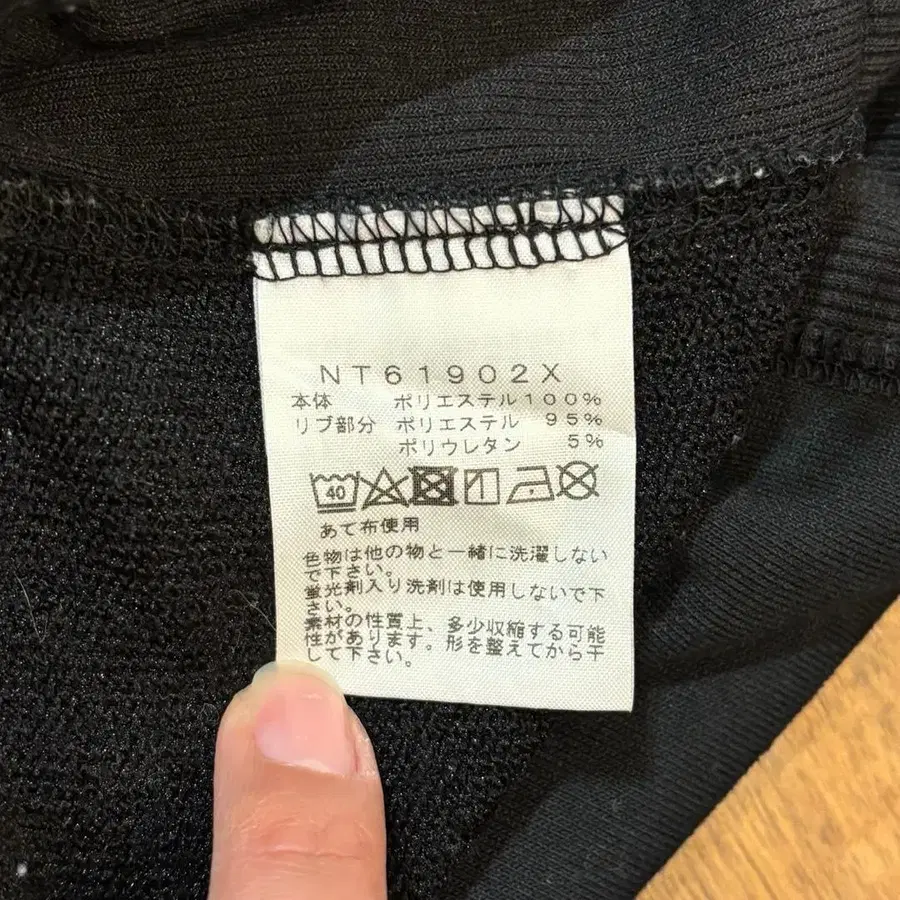 NT61902X
本体 ポリエステル100%
リブ部分 ポリエステル 95%
ポリウレタン 5%
40
あて布使用
色物は他の物と一緒に洗濯しない
で下さい。
蛍光剤入り洗剤は使用しないで下
さい。
素材の性質上、多少収縮する可能
性があります。形を整えてから干
して下さい。